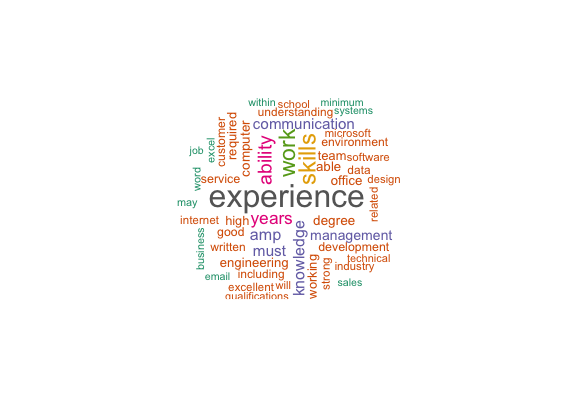 within
school
minimum
understanding
systems
communication
customer
required
computer
ability
work
skills
microsoft
environment
excel
job
team
software
able
data
word
service
office
design
experience
related
may
years
internet
high
degree
good
amp
knowledge
management
business
written
must
development
technical
engineering
working
strong
industry
email
including
sales
excellent
will
qualifications